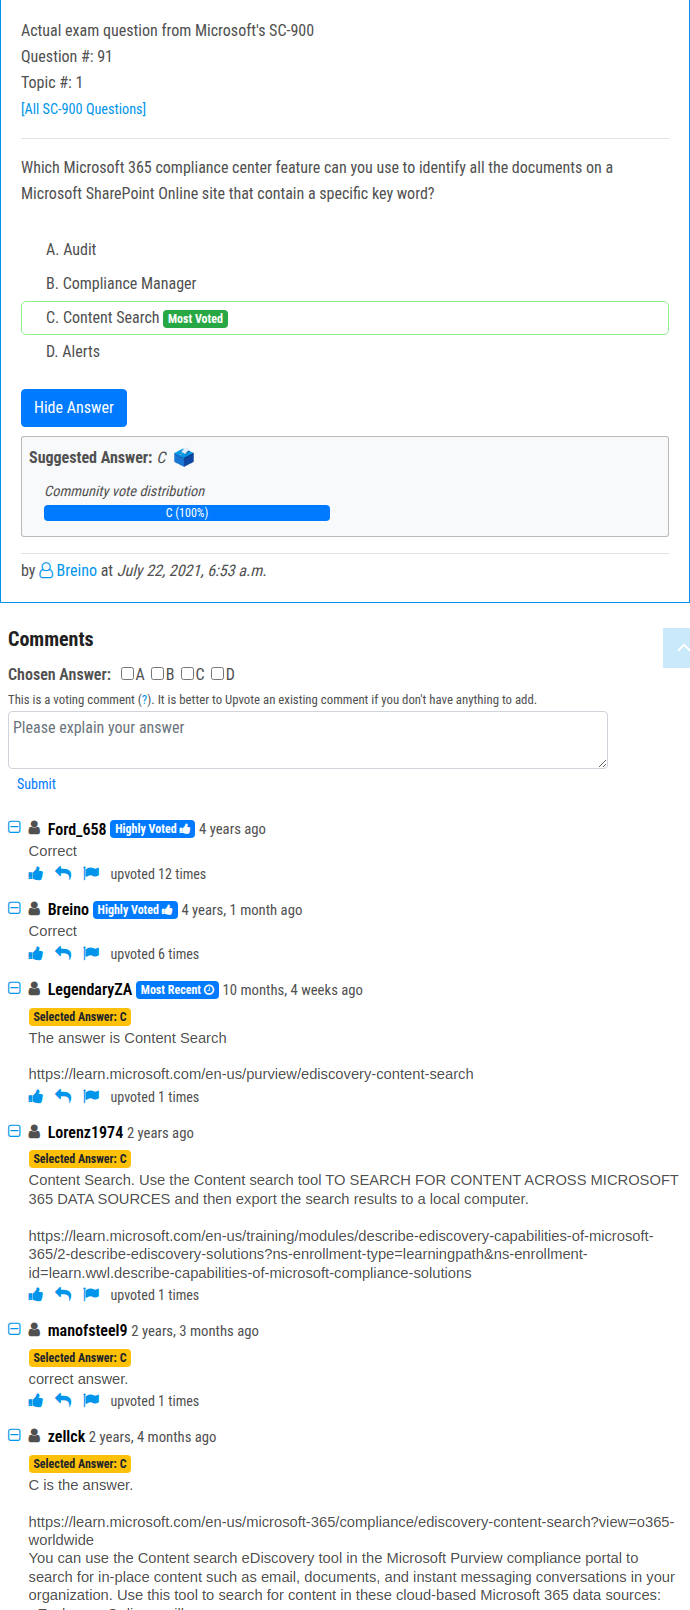 Actual exam question from Microsoft's SC-900
Question #: 91
Topic #: 1
[All SC-900 Questions]
Which Microsoft 365 compliance center feature can you use to identify all the documents on a
Microsoft SharePoint Online site that contain a specific key word?
A. Audit
B. Compliance Manager
C. Content Search Most Voted
D. Alerts
Hide Answer
Suggested Answer: C
Community vote distribution
C (100%)
by Breino at July 22, 2021, 6:53 a.m.
Comments
Chosen Answer: A B C D
This is a voting comment (?). It is better to Upvote an existing comment if you don't have anything to add.
Please explain your answer
Submit
Ford_658 Highly Voted 4 years ago
Correct
upvoted 12 times
Breino Highly Voted 4 years, 1 month ago
Correct
upvoted 6 times
LegendaryZA Most Recent 10 months, 4 weeks ago
Selected Answer: C
The answer is Content Search
https://learn.microsoft.com/en-us/purview/ediscovery-content-search
upvoted 1 times
Lorenz1974 2 years ago
Selected Answer: C
Content Search. Use the Content search tool TO SEARCH FOR CONTENT ACROSS MICROSOFT
365 DATA SOURCES and then export the search results to a local computer.
https://learn.microsoft.com/en-us/training/modules/describe-ediscovery-capabilities-of-microsoft-
365/2-describe-ediscovery-solutions?ns-enrollment-type=learningpath&ns-enrollment-
id=learn.wwl.describe-capabilities-of-microsoft-compliance-solutions
upvoted 1 times
manofsteel9 2 years, 3 months ago
Selected Answer: C
correct answer.
upvoted 1 times
zellck 2 years, 4 months ago
Selected Answer: C
C is the answer.
https://learn.microsoft.com/en-us/microsoft-365/compliance/ediscovery-content-search?view=o365-
worldwide
You can use the Content search eDiscovery tool in the Microsoft Purview compliance portal to
search for in-place content such as email, documents, and instant messaging conversations in your
organization. Use this tool to search for content in these cloud-based Microsoft 365 data sources: